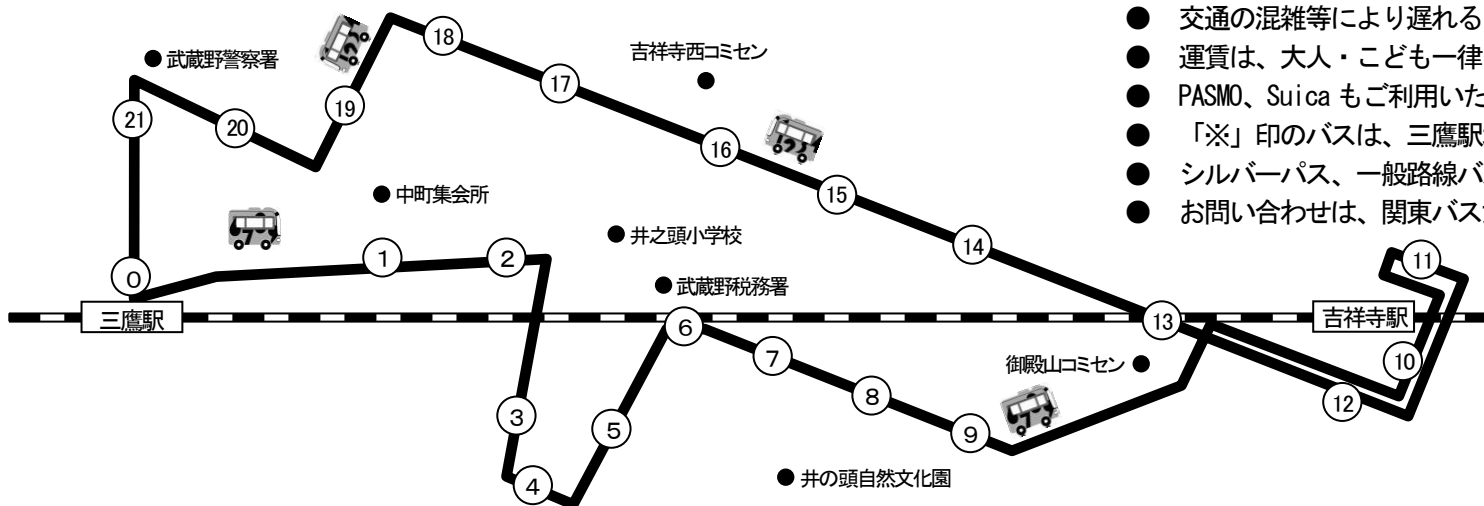 ● 交通の混雑等により遅れる
● 運賃は、大人・こども一律
● PASMO、Suicaもご利用いた
● 「※」印のバスは、三鷹駅
● シルバーパス、一般路線バ
● お問い合わせは、関東バス
18
武蔵野警察署
吉祥寺西コミセン
17
19
21
20
16
15
中町集会所
井之頭小学校
14
1
2
11
0
武蔵野税務署
三鷹駅
6
13
吉祥寺駅
7
御殿山コミセン
10
8
12
3
5
9
4
井の頭自然文化園